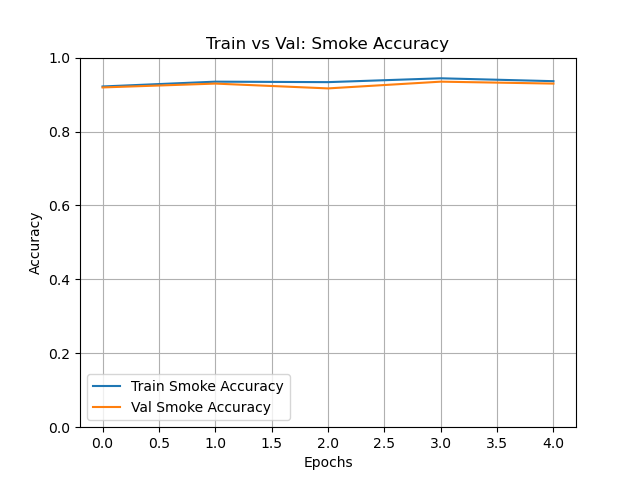 Train vs Val: Smoke Accuracy
1.0
0.8
0.6
0.4
0.2
0.0
Accuracy
Train Smoke Accuracy
Val Smoke Accuracy
0.0 0.5 1.0 1.5 2.0 2.5 3.0 3.5 4.0
Epochs